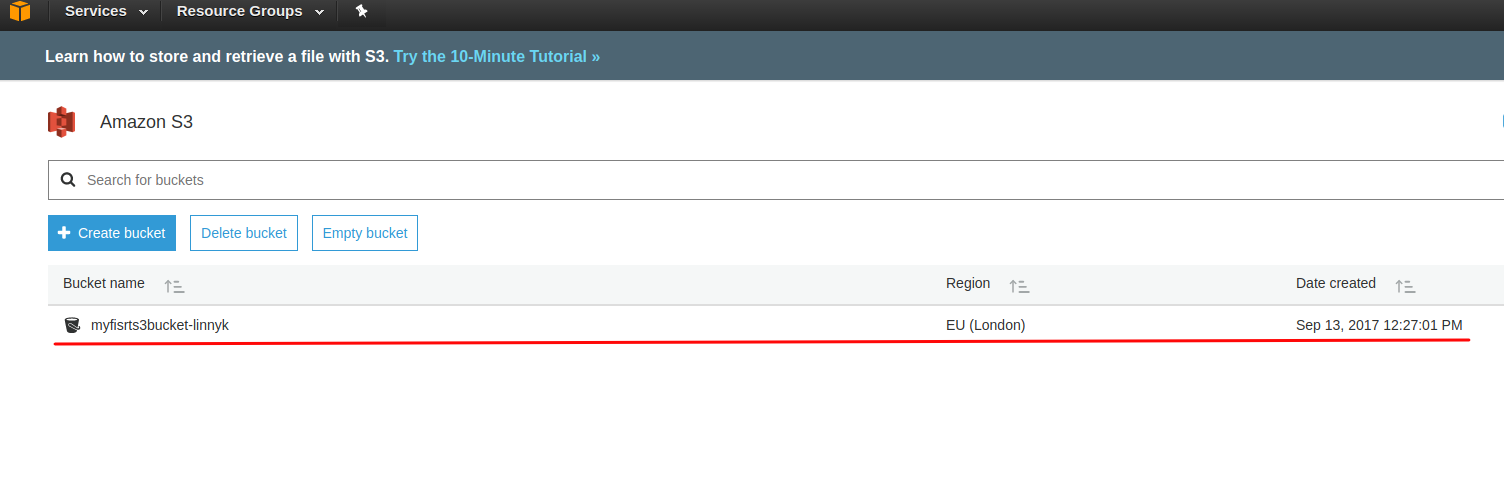 Services Resource Groups
Learn how to store and retrieve a file with S3. Try the 10-Minute Tutorial »
Amazon S3
Search for buckets
Create bucket Delete bucket Empty bucket
Bucket name Region Date created
myfisrts3bucket-linnyk EU (London) Sep 13, 2017 12:27:01 PM